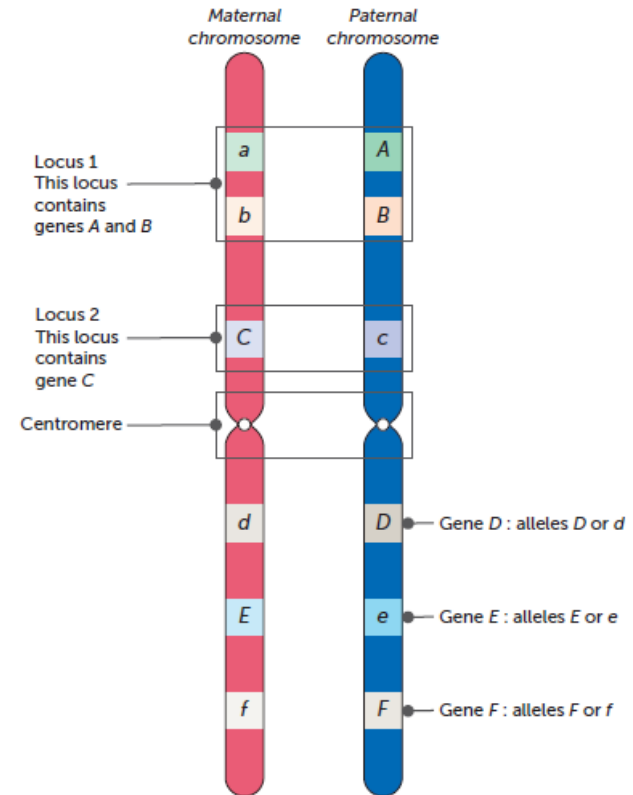 Maternal
chromosome
Paternal
chromosome
Locus 1
This locus
contains
genes A and B
a
A
b
B
Locus 2
This locus
contains
gene C
C
c
Centromere
d
D
Gene D : alleles D or d
E
e
Gene E : alleles E or e
f
F
Gene F : alleles F or f